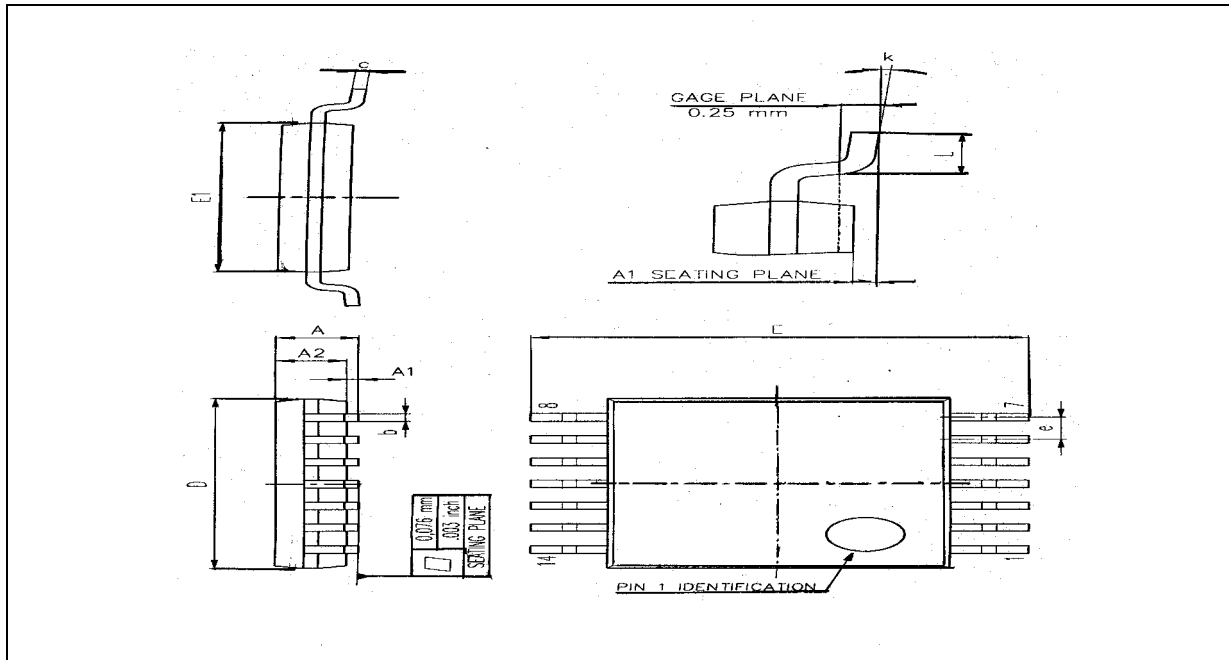 c
k
GAGE PLANE
0.25 mm
L
E1
A1 SEATING PLANE
A
A2
A1
E
8
7
b
e
D
0,076 mm
.003 inch
SEATING PLANE
14
1
PIN 1 IDENTIFICATION